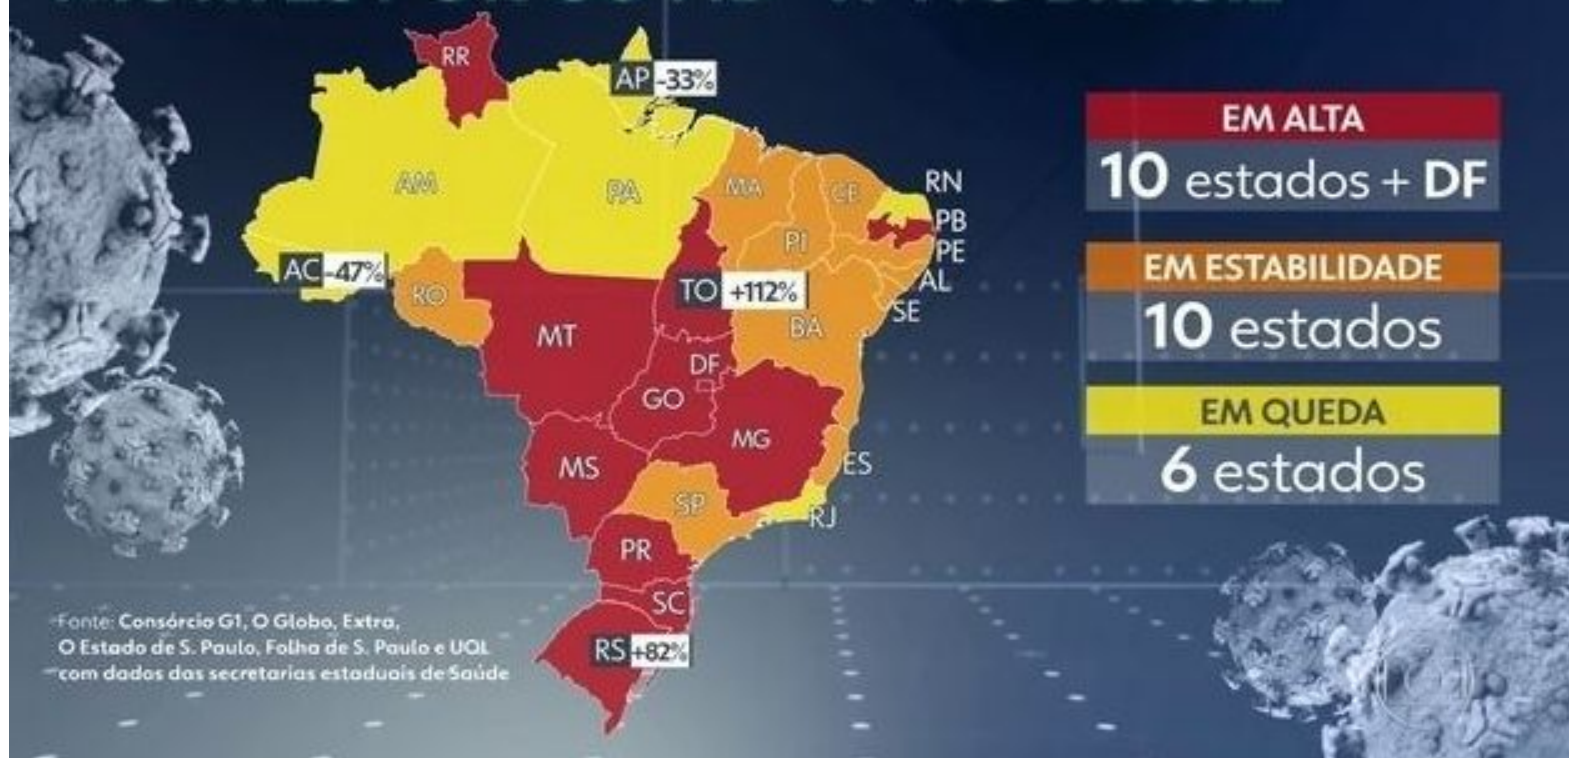 RR
AP -33%
AM
PA
MA
CE
RN
PB
PE
AL
SE
PI
AC -47%
RO
TO +112%
BA
MT
DF
GO
MG
MS
ES
SP
RJ
PR
SC
RS +82%
EM ALTA
10 estados + DF
EM ESTABILIDADE
10 estados
EM QUEDA
6 estados
Fonte: Consórcio G1, O Globo, Extra,
O Estado de S. Paulo, Folha de S. Paulo e UOL
com dados das secretarias estaduais de Saúde